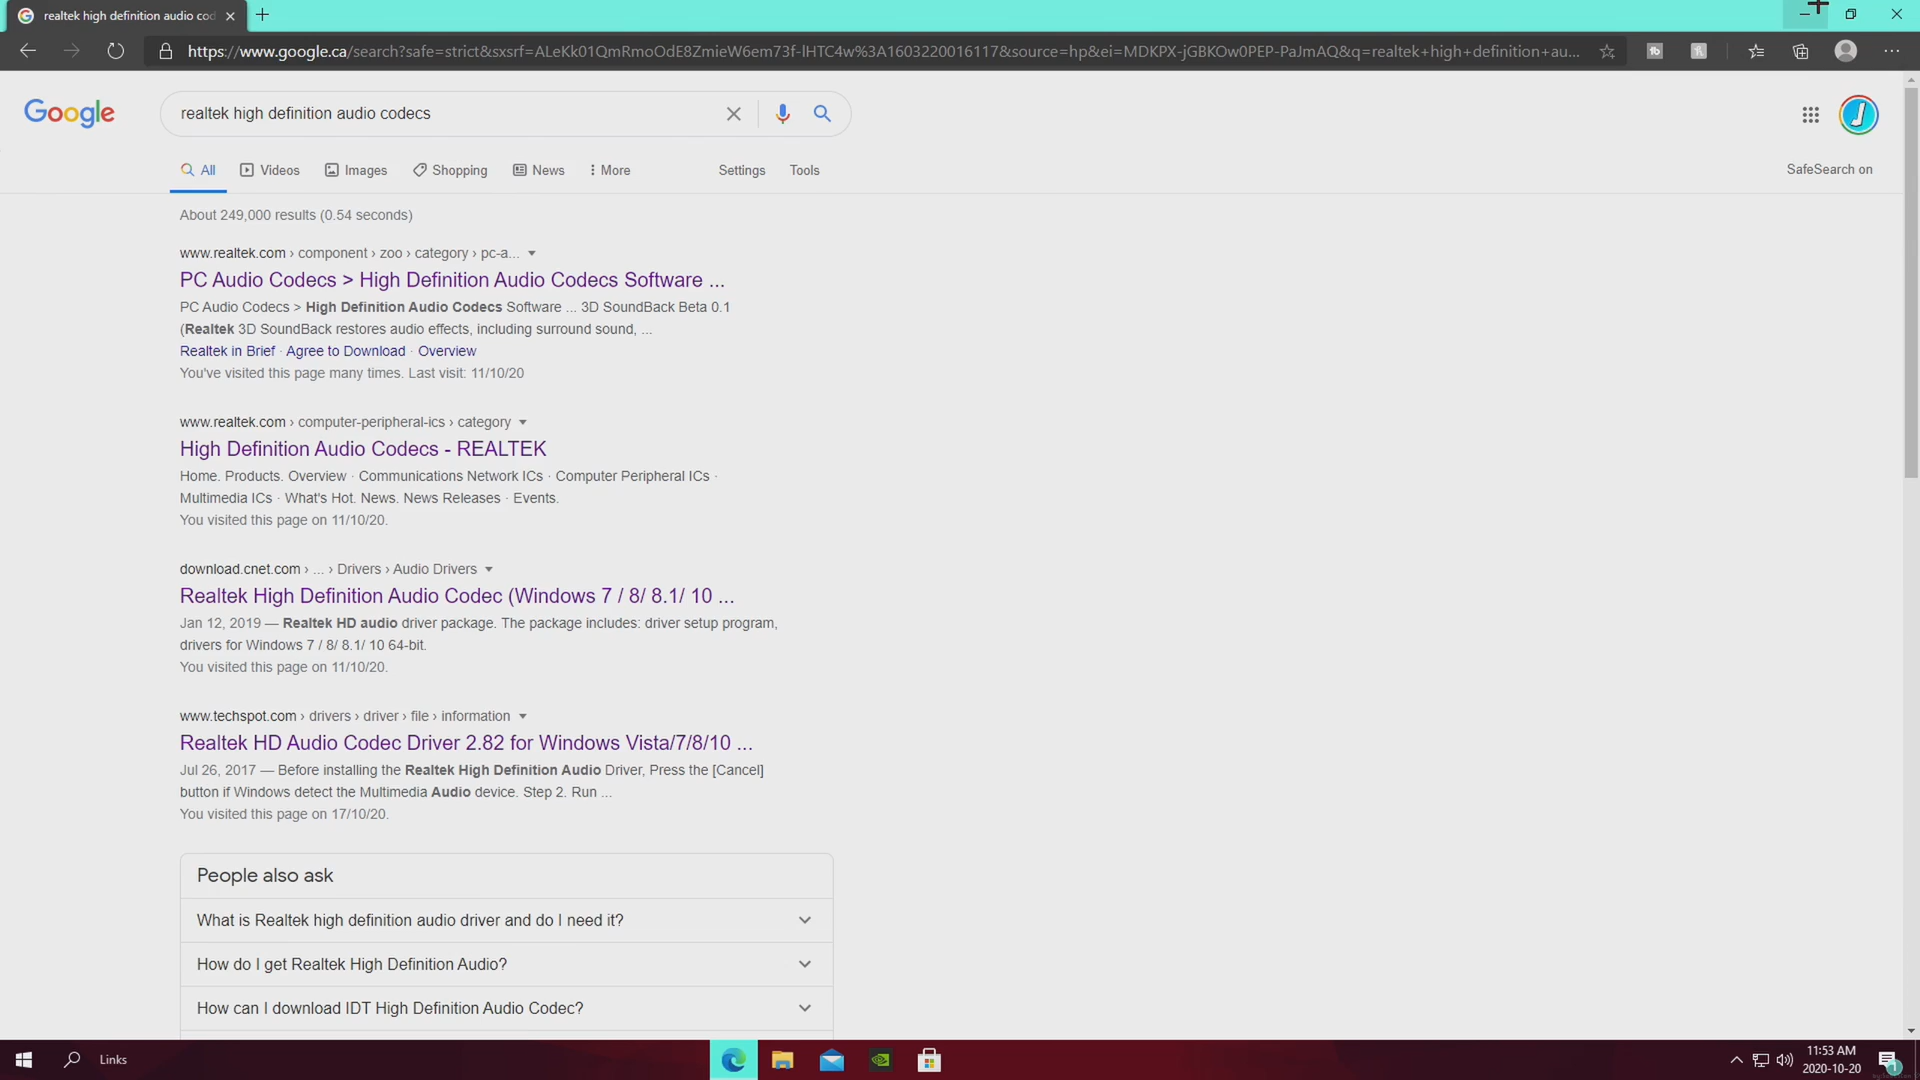 realtek high definition audio cod
https://www.google.ca/search?safe=strict&sxsrf=ALeKk01QmRmoOdE8ZmieW6em73f-lHTC4w%3A1603220016117&source=hp&ei=MDKPX-jGBKOw0PEP-PaJmAQ&q=realtek+high+definition+au...
Google
realtek high definition audio codecs
All Videos Images Shopping News More Settings Tools
SafeSearch on
About 249,000 results (0.54 seconds)
www.realtek.com › component › zoo › category › pc-a...
PC Audio Codecs > High Definition Audio Codecs Software ...
PC Audio Codecs > High Definition Audio Codecs Software ... 3D SoundBack Beta 0.1
(Realtek 3D SoundBack restores audio effects, including surround sound, ...
Realtek in Brief · Agree to Download · Overview
You've visited this page many times. Last visit: 11/10/20
www.realtek.com › computer-peripheral-ics › category
High Definition Audio Codecs - REALTEK
Home. Products. Overview · Communications Network ICs · Computer Peripheral ICs ·
Multimedia ICs · What's Hot. News. News Releases · Events.
You visited this page on 11/10/20.
download.cnet.com › ... › Drivers › Audio Drivers
Realtek High Definition Audio Codec (Windows 7 / 8/ 8.1/ 10 ...
Jan 12, 2019 — Realtek HD audio driver package. The package includes: driver setup program,
drivers for Windows 7 / 8/ 8.1/ 10 64-bit.
You visited this page on 11/10/20.
www.techspot.com › drivers › driver › file › information
Realtek HD Audio Codec Driver 2.82 for Windows Vista/7/8/10 ...
Jul 26, 2017 — Before installing the Realtek High Definition Audio Driver, Press the [Cancel]
button if Windows detect the Multimedia Audio device. Step 2. Run ...
You visited this page on 17/10/20.
People also ask
What is Realtek high definition audio driver and do I need it?
How do I get Realtek High Definition Audio?
How can I download IDT High Definition Audio Codec?
Links
11:53 AM
2020-10-20
1